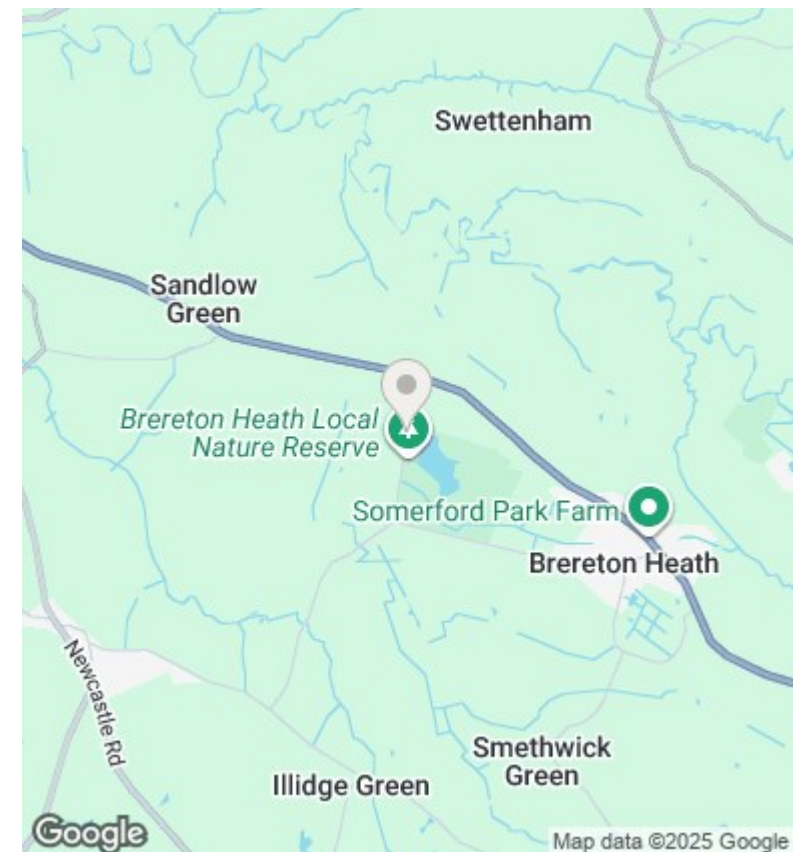 Swettenham
Sandlow
Green
Brereton Heath Local
Nature Reserve
Somerford Park Farm
Brereton Heath
Newcastle Rd
Smethwick
Green
Illidge Green
Google
Map data ©2025 Google